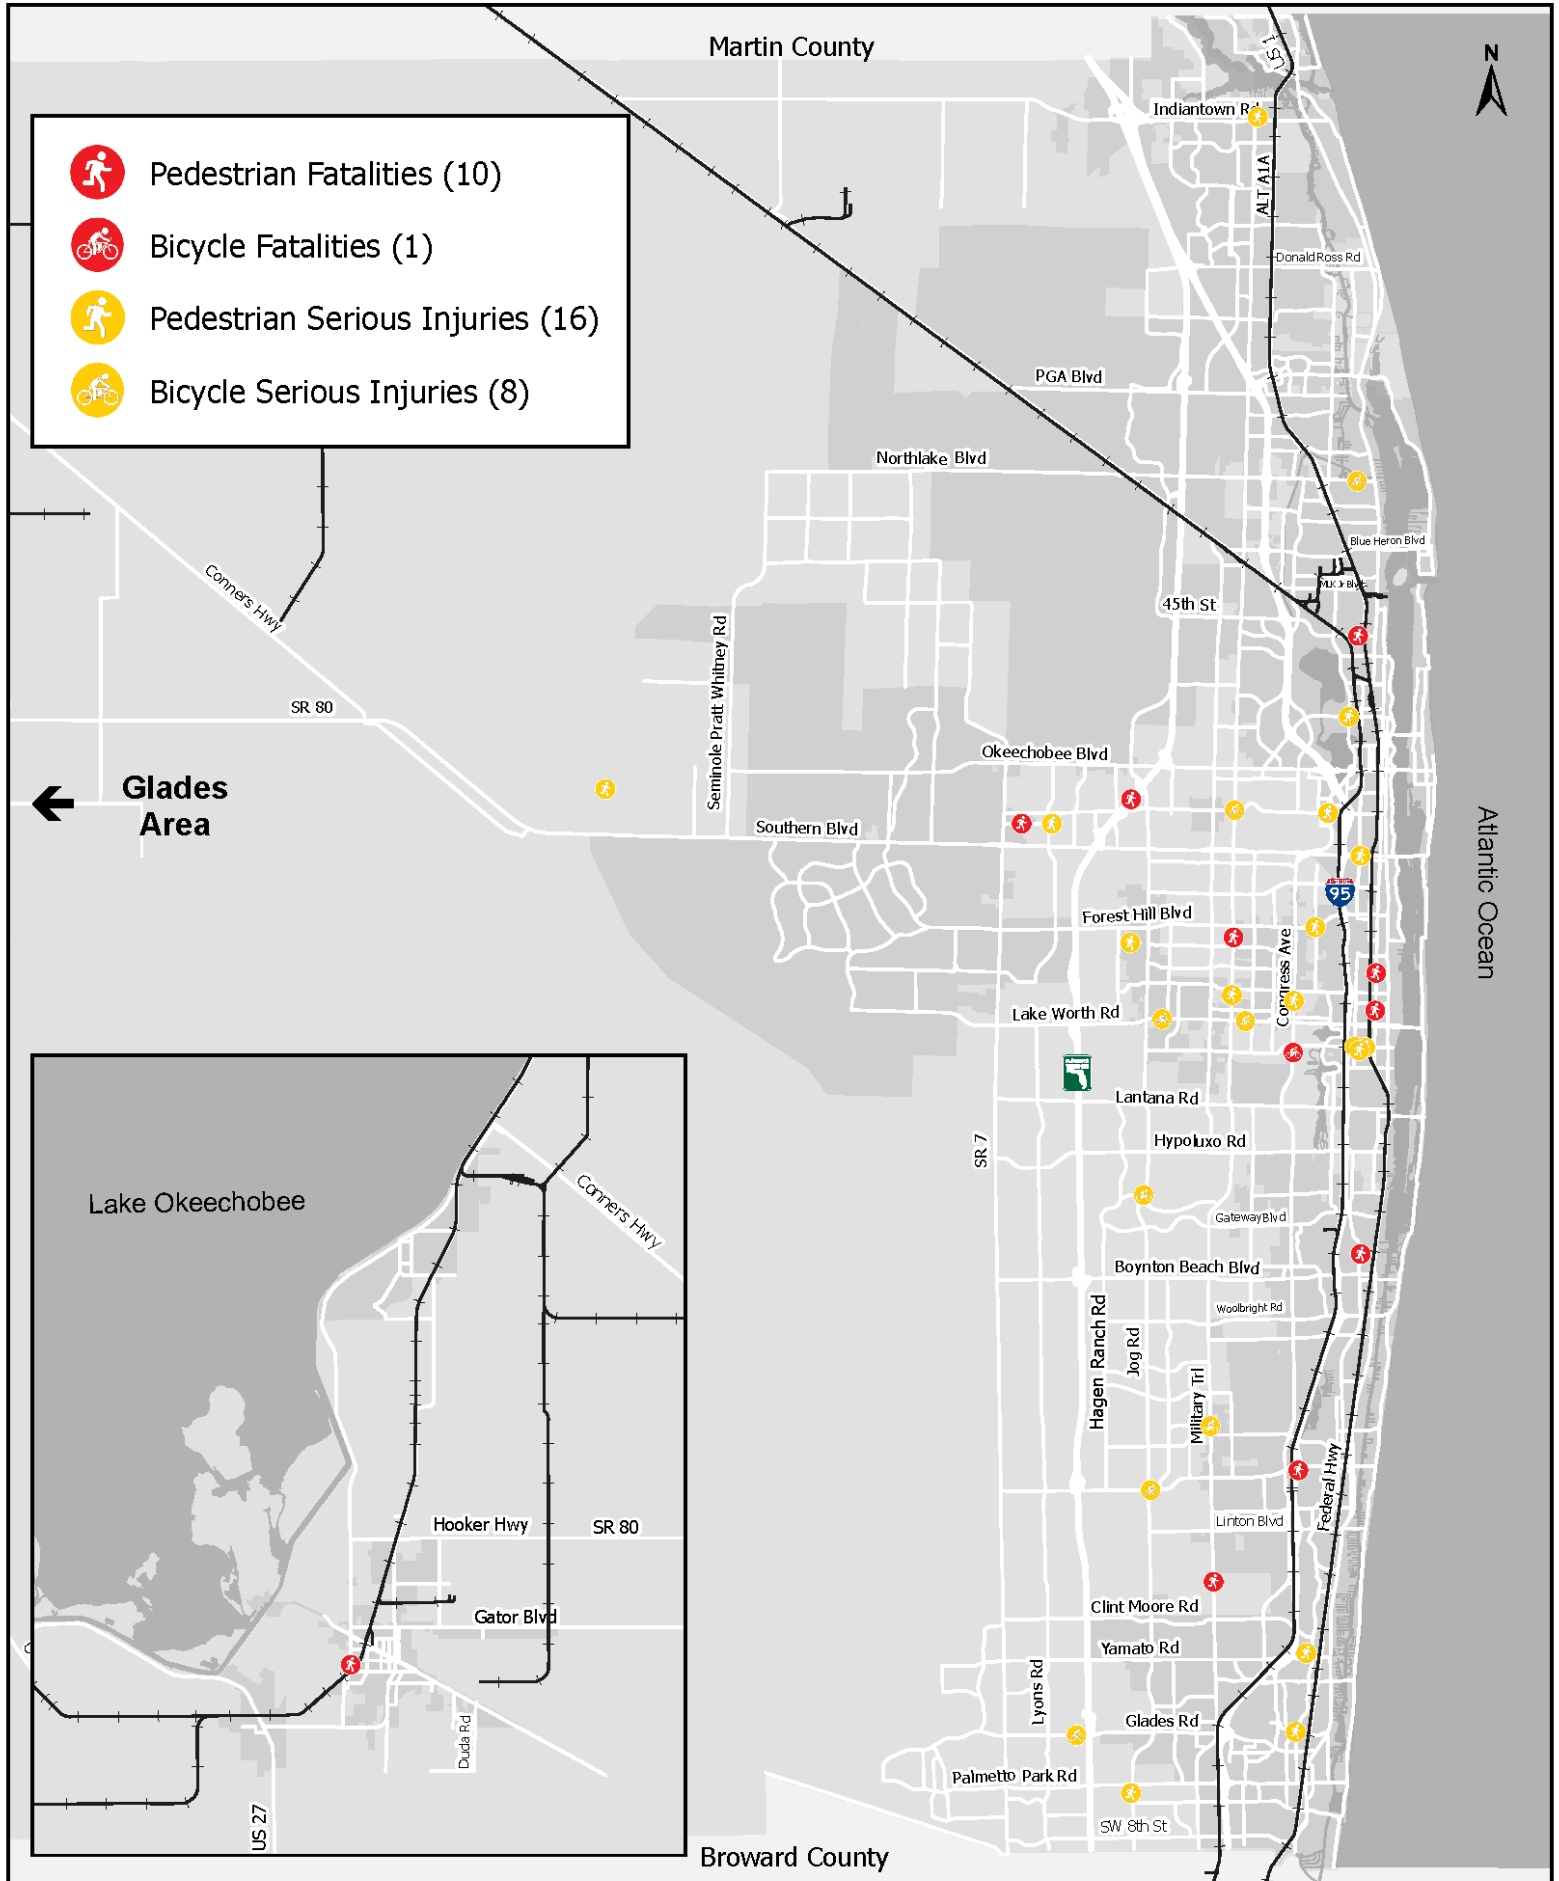 Martin County
N
US 1
Indiantown Rd
Pedestrian Fatalities (10)
Bicycle Fatalities (1)
Pedestrian Serious Injuries (16)
Bicycle Serious Injuries (8)
ALT A1A
Donald Ross Rd
PGA Blvd
Northlake Blvd
Blue Heron Blvd
MLK Jr Blvd
Conners Hwy
45th St
Seminole Pratt Whitney Rd
SR 80
Okeechobee Blvd
Glades
Area
Southern Blvd
Atlantic Ocean
95
Forest Hill Blvd
Congress Ave
Lake Worth Rd
Lantana Rd
SR 7
Hypoluxo Rd
Lake Okeechobee
Conners Hwy
Gateway Blvd
Boynton Beach Blvd
Woolbright Rd
Hagen Ranch Rd
Jog Rd
Military Trl
Federal Hwy
Hooker Hwy
SR 80
Linton Blvd
Gator Blvd
Clint Moore Rd
Yamato Rd
Lyons Rd
Duda Rd
Glades Rd
Palmetto Park Rd
US 27
SW 8th St
Broward County